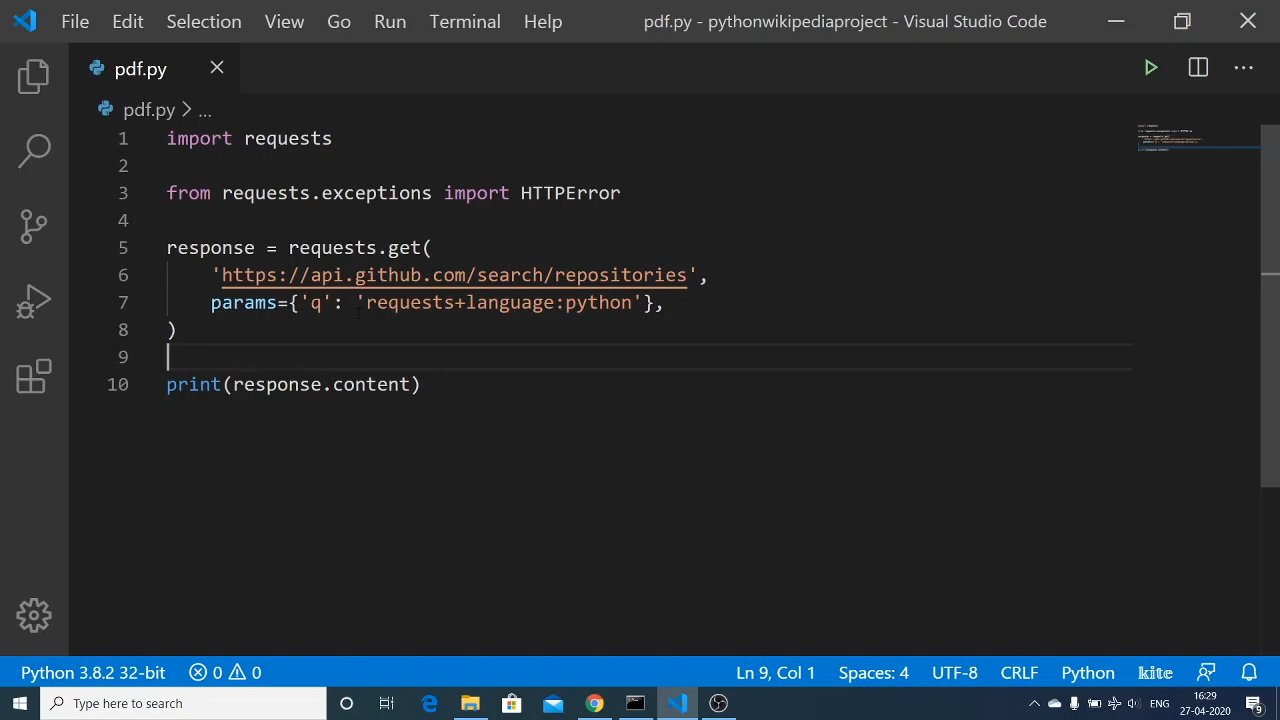 File Edit Selection View Go Run Terminal Help pdf.py - pythonwikipediaproject - Visual Studio Code
pdf.py
pdf.py > ...
1 import requests
2
3 from requests.exceptions import HTTPError
4
5 response = requests.get(
6 'https://api.github.com/search/repositories',
7 params={'q': 'requests+language:python'},
8 )
9
10 print(response.content)
Python 3.8.2 32-bit 0 0 Ln 9, Col 1 Spaces: 4 UTF-8 CRLF Python kite
Type here to search ENG 16:29
27-04-2020 9